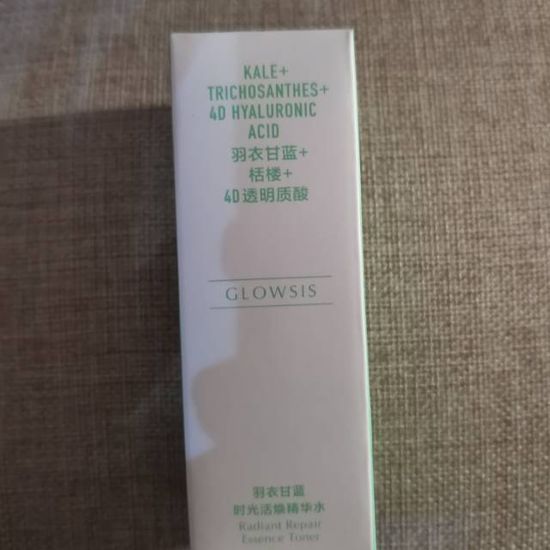 KALE+
TRICHOSANTHES+
4D HYALURONIC
ACID
羽衣甘蓝+
栝楼+
4D透明质酸
GLOWSIS
羽衣甘蓝
时光活焕精华水
Radiant Repair
Essence Toner